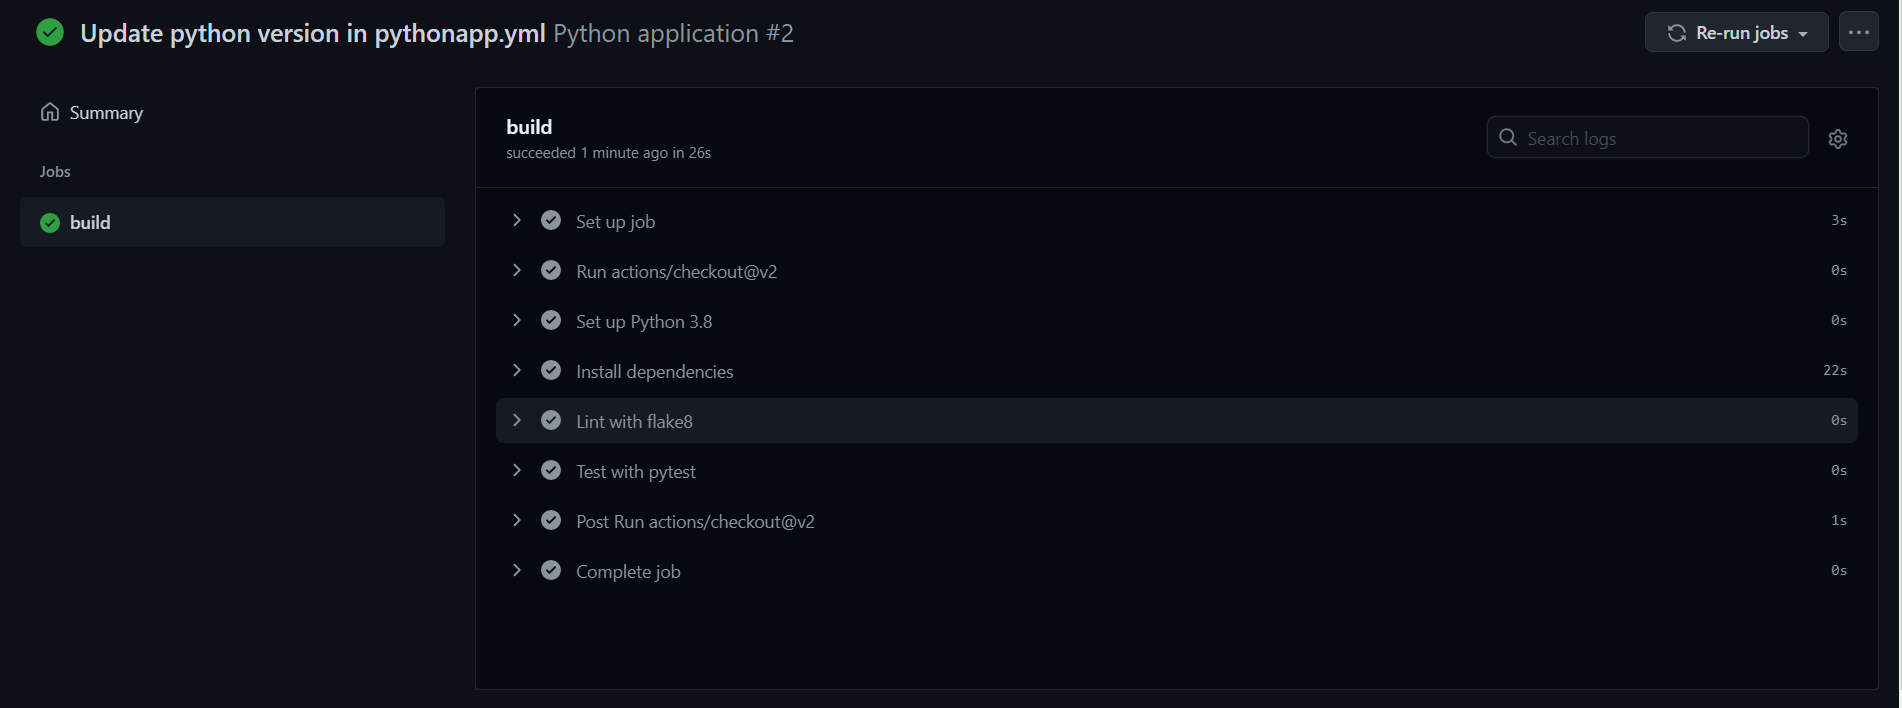 Update python version in pythonapp.yml Python application #2
Re-run jobs
Summary
Jobs
build
build
succeeded 1 minute ago in 26s
Search logs
Set up job 3s
Run actions/checkout@v2 0s
Set up Python 3.8 0s
Install dependencies 22s
Lint with flake8 0s
Test with pytest 0s
Post Run actions/checkout@v2 1s
Complete job 0s